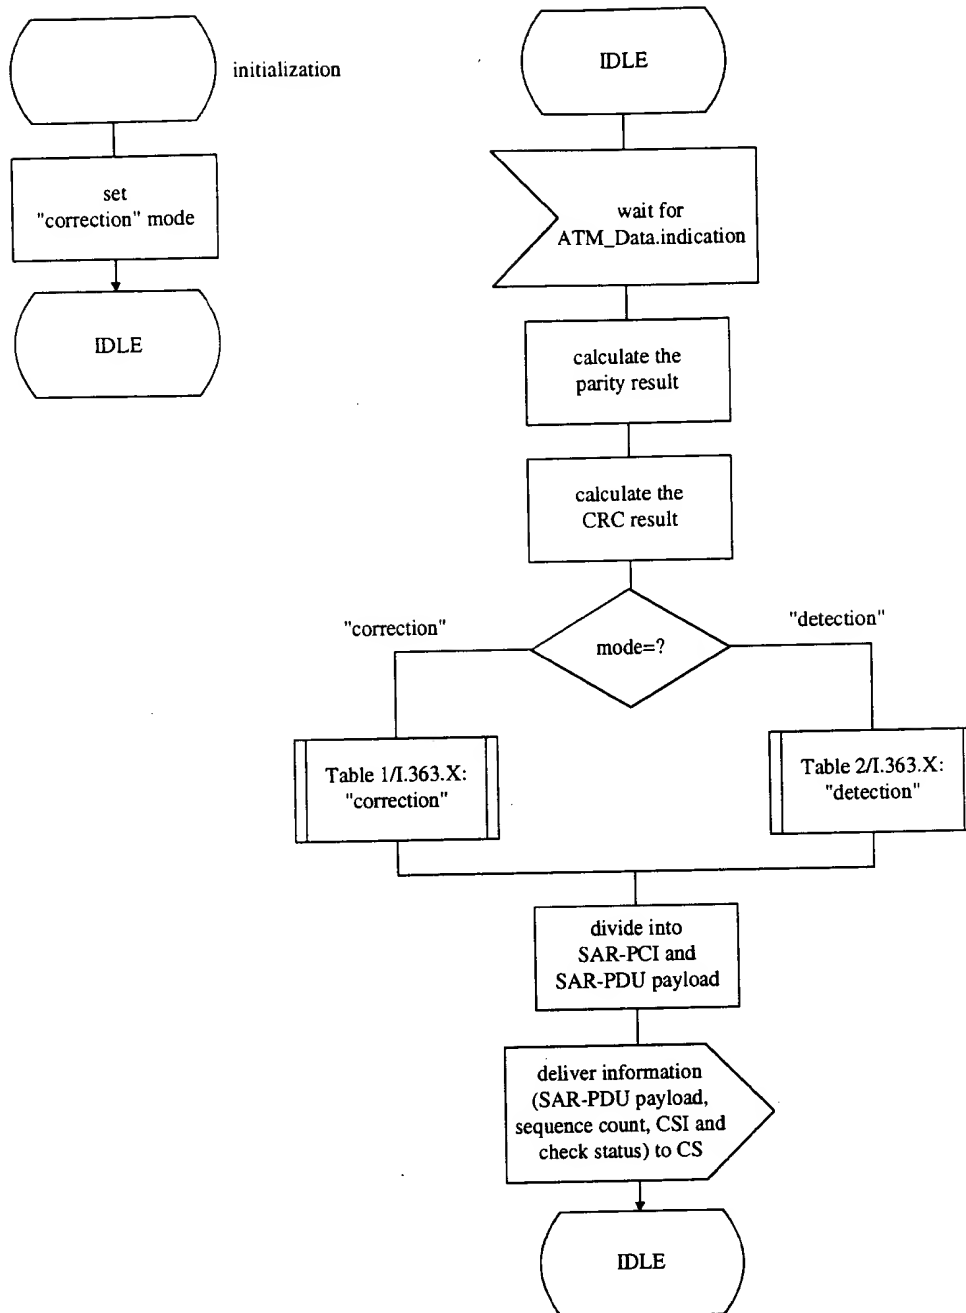 initialization
set
"correction" mode
IDLE
IDLE
wait for
ATM_Data.indication
calculate the
parity result
calculate the
CRC result
mode=?
"correction"
"detection"
Table 1/I.363.X:
"correction"
Table 2/I.363.X:
"detection"
divide into
SAR-PCI and
SAR-PDU payload
deliver information
(SAR-PDU payload,
sequence count, CSI and
check status) to CS
IDLE